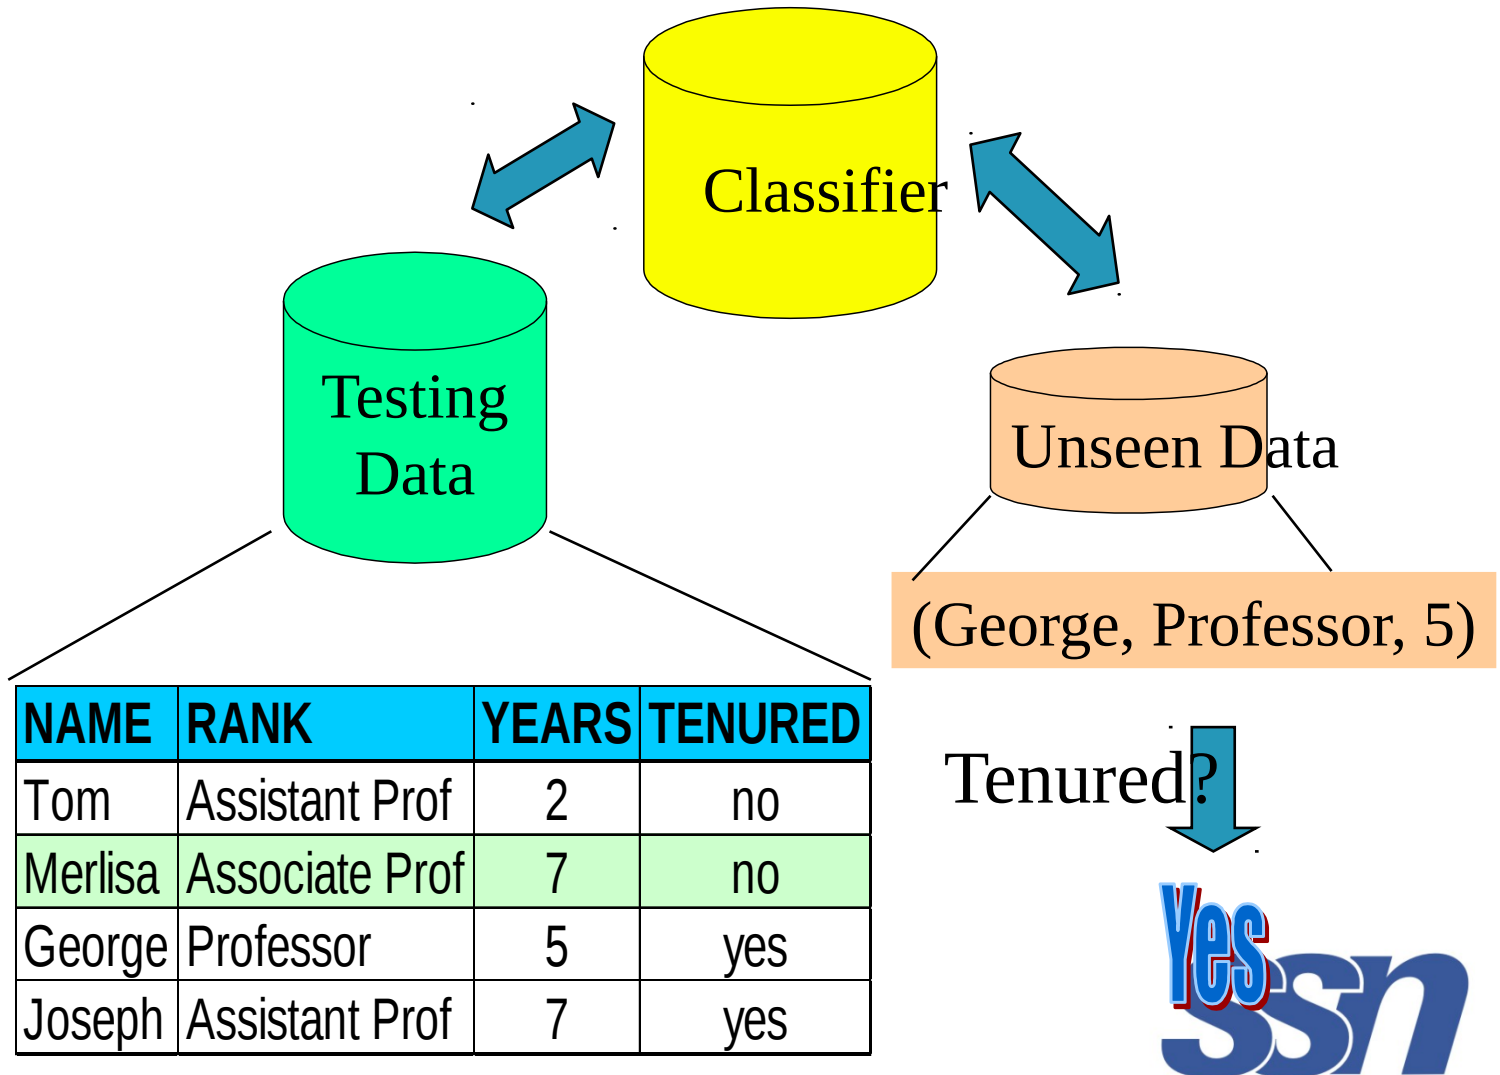 Classifier
Testing
Data
Unseen Data
(George, Professor, 5)
NAME RANK YEARS TENURED
Tom Assistant Prof 2 no
Merlisa Associate Prof 7 no
George Professor 5 yes
Joseph Assistant Prof 7 yes
Tenured?
Yes
ssn